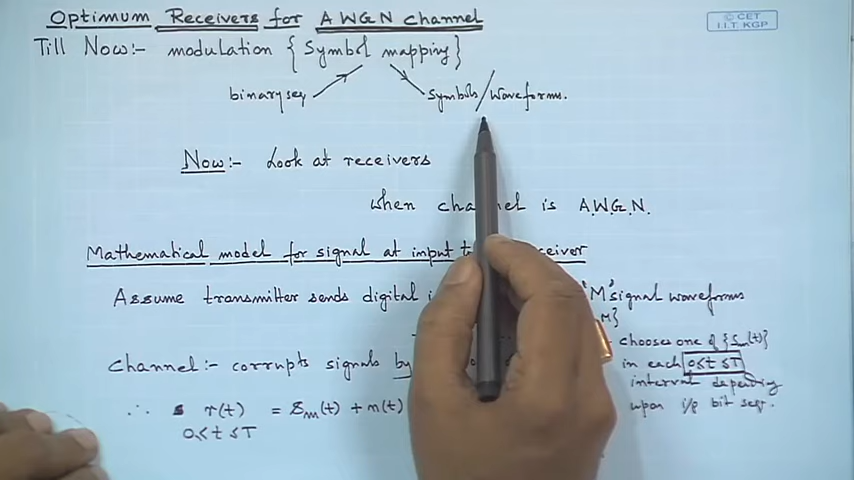 Optimum Receivers for AWGN Channel
© CET
I.I.T. KGP
Till Now:- modulation {Symbol mapping}
binary seq
Symbols/Waveforms.
Now:- Look at receivers
when channel is A.W.G.N.
Mathematical model for signal at input to receiver
Assume transmitter sends digital 'M' signal waveforms
M}
chooses one of {Sm(t)}
Channel:- corrupts signals by
in each 0≤t≤T
interval depending
∴ r(t) = Sm(t) + n(t)
upon i/p bit seq.
0≤t≤T